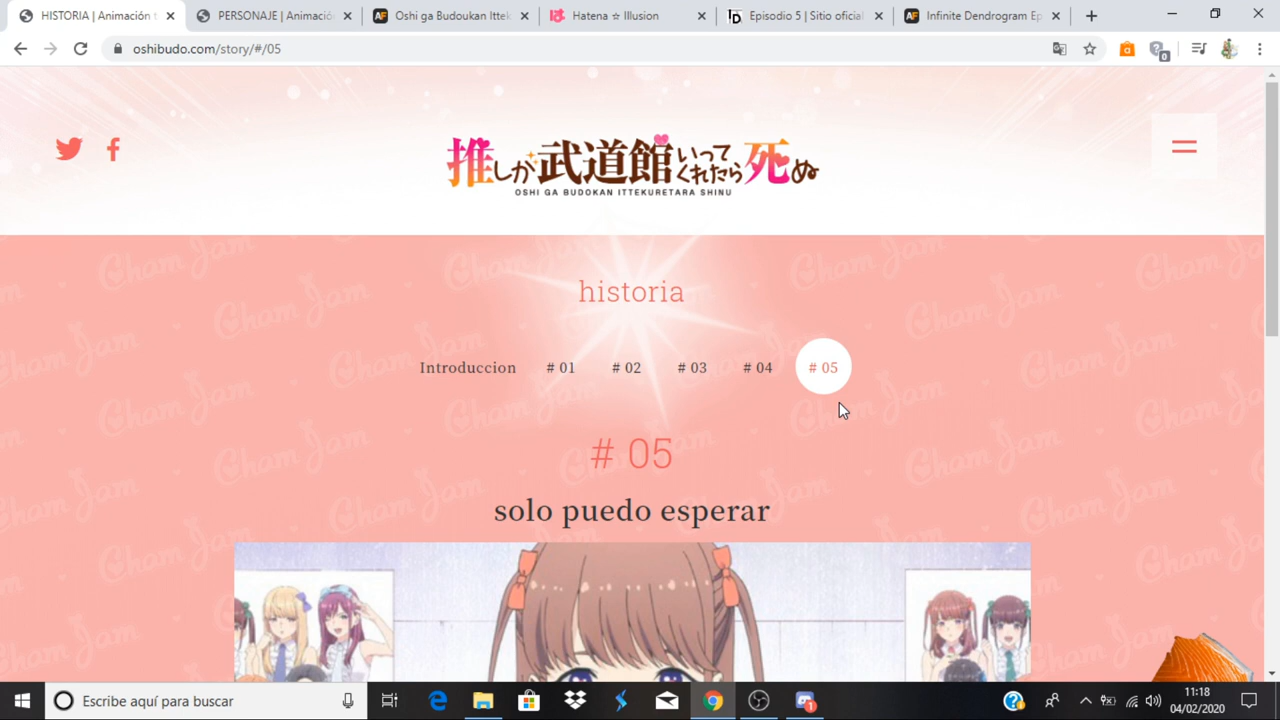 HISTORIA | Animación t
PERSONAJE | Animació
Oshi ga Budoukan Ittek
Hatena ☆ Illusion
Episodio 5 | Sitio oficial
Infinite Dendrogram Ep
oshibudo.com/story/#/05
推しが武道館いってくれたら死ぬ
OSHI GA BUDOKAN ITTEKURETARA SHINU
historia
Introduccion # 01 # 02 # 03 # 04 # 05
# 05
solo puedo esperar
Cham Jam
Escribe aquí para buscar
11:18
04/02/2020